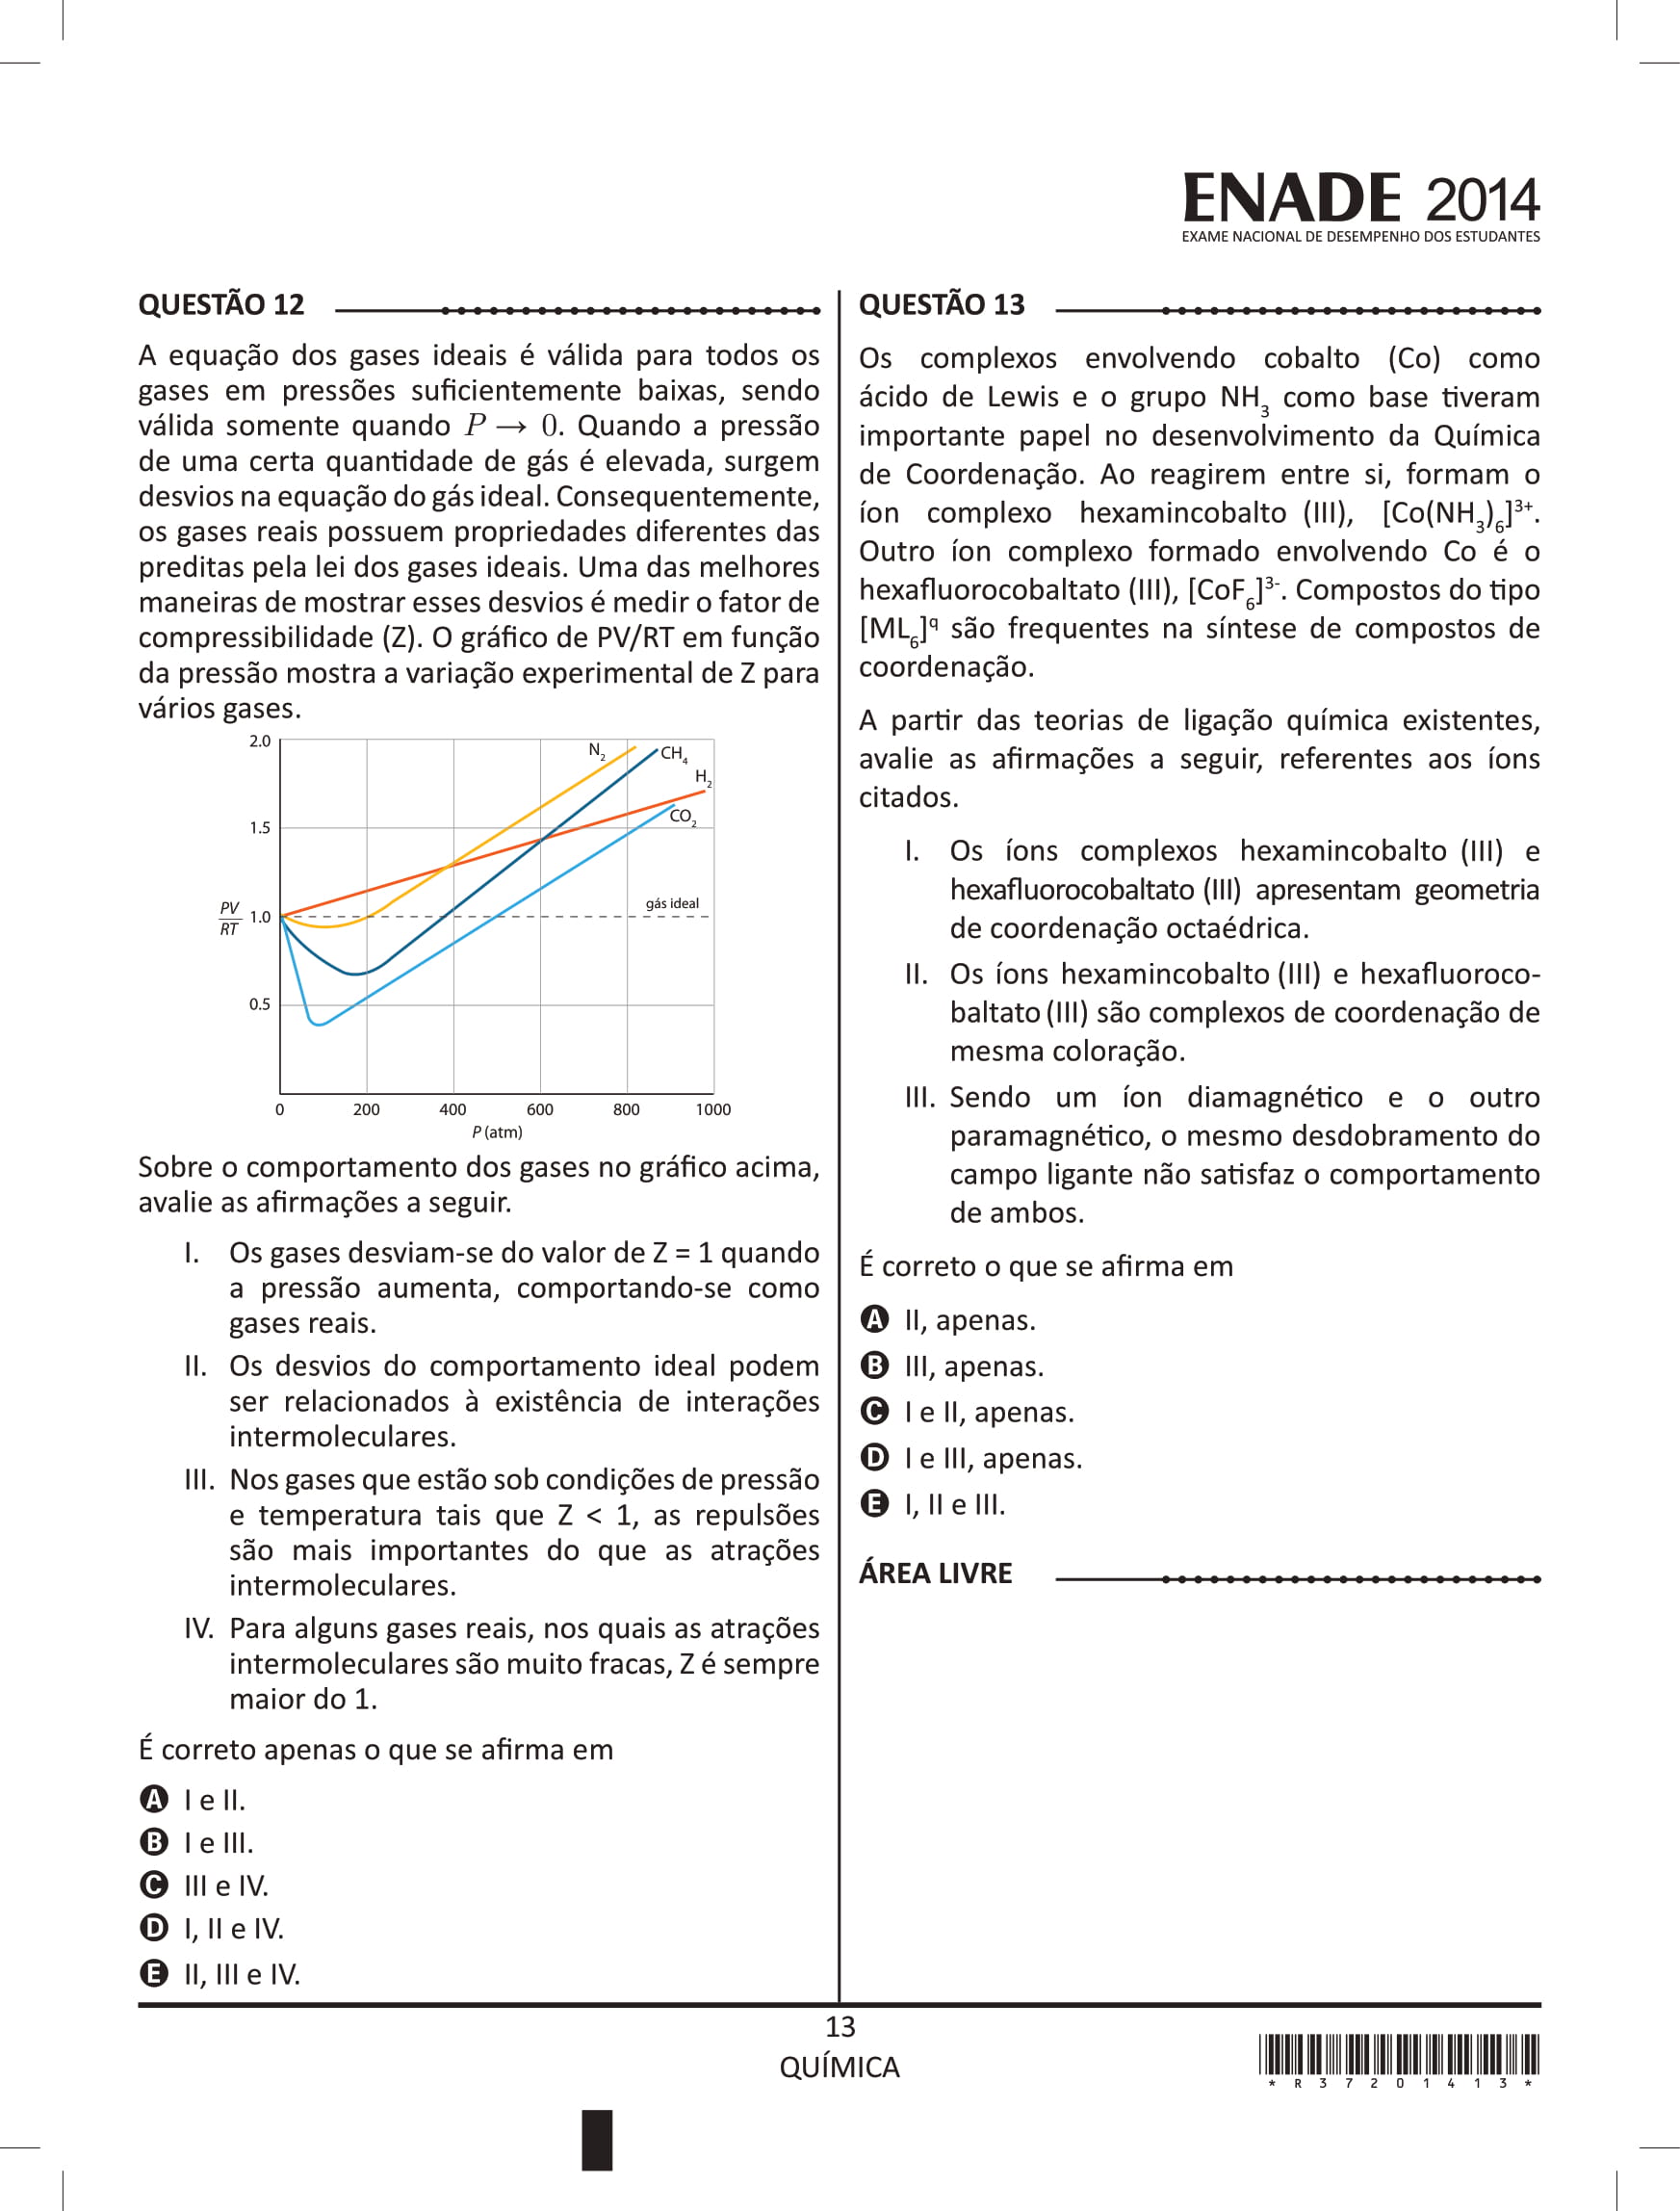 ENADE 2014
EXAME NACIONAL DE DESEMPENHO DOS ESTUDANTES
QUESTÃO 12
A equação dos gases ideais é válida para todos os
gases em pressões suficientemente baixas, sendo
válida somente quando P → 0. Quando a pressão
de uma certa quantidade de gás é elevada, surgem
desvios na equação do gás ideal. Consequentemente,
os gases reais possuem propriedades diferentes das
preditas pela lei dos gases ideais. Uma das melhores
maneiras de mostrar esses desvios é medir o fator de
compressibilidade (Z). O gráfico de PV/RT em função
da pressão mostra a variação experimental de Z para
vários gases.
2.0
N₂
CH₄
H₂
CO₂
1.5
PV
RT
1.0
gás ideal
0.5
0 200 400 600 800 1000
P (atm)
Sobre o comportamento dos gases no gráfico acima,
avalie as afirmações a seguir.
I. Os gases desviam-se do valor de Z = 1 quando
a pressão aumenta, comportando-se como
gases reais.
II. Os desvios do comportamento ideal podem
ser relacionados à existência de interações
intermoleculares.
III. Nos gases que estão sob condições de pressão
e temperatura tais que Z < 1, as repulsões
são mais importantes do que as atrações
intermoleculares.
IV. Para alguns gases reais, nos quais as atrações
intermoleculares são muito fracas, Z é sempre
maior do 1.
É correto apenas o que se afirma em
A I e II.
B I e III.
C III e IV.
D I, II e IV.
E II, III e IV.
QUESTÃO 13
Os complexos envolvendo cobalto (Co) como
ácido de Lewis e o grupo NH₃ como base tiveram
importante papel no desenvolvimento da Química
de Coordenação. Ao reagirem entre si, formam o
íon complexo hexamincobalto (III), [Co(NH₃)₆]³⁺.
Outro íon complexo formado envolvendo Co é o
hexafluorocobaltato (III), [CoF₆]³⁻. Compostos do tipo
[ML₆]q são frequentes na síntese de compostos de
coordenação.
A partir das teorias de ligação química existentes,
avalie as afirmações a seguir, referentes aos íons
citados.
I. Os íons complexos hexamincobalto (III) e
hexafluorocobaltato (III) apresentam geometria
de coordenação octaédrica.
II. Os íons hexamincobalto (III) e hexafluoroco-
baltato (III) são complexos de coordenação de
mesma coloração.
III. Sendo um íon diamagnético e o outro
paramagnético, o mesmo desdobramento do
campo ligante não satisfaz o comportamento
de ambos.
É correto o que se afirma em
A II, apenas.
B III, apenas.
C I e II, apenas.
D I e III, apenas.
E I, II e III.
ÁREA LIVRE
13
QUÍMICA
* R 3 7 2 0 1 4 1 3 *